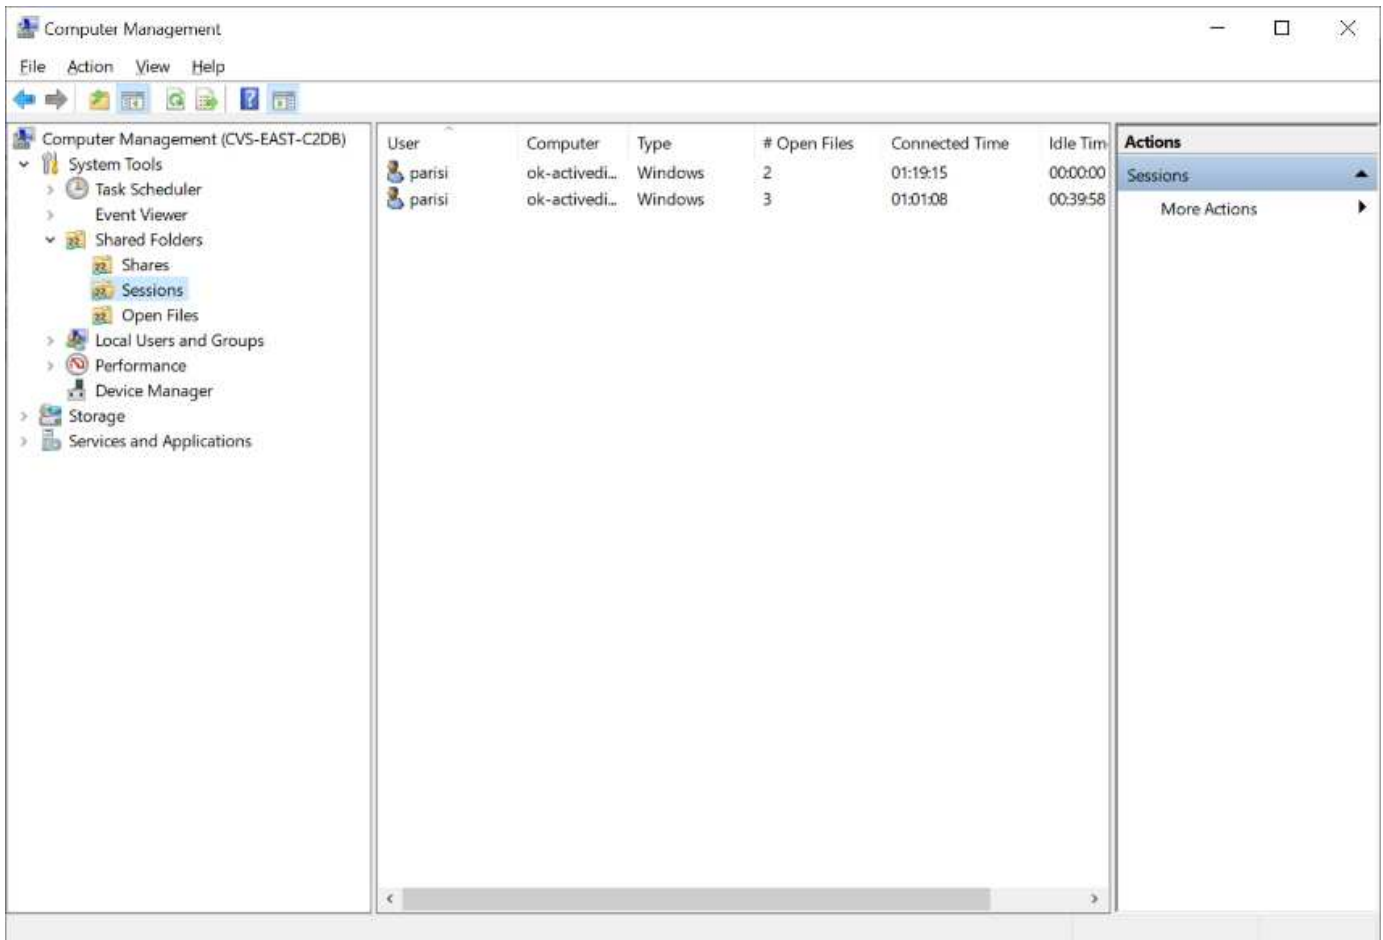 Computer Management
File Action View Help
Computer Management (CVS-EAST-C2DB)
System Tools
Task Scheduler
Event Viewer
Shared Folders
Shares
Sessions
Open Files
Local Users and Groups
Performance
Device Manager
Storage
Services and Applications
User Computer Type # Open Files Connected Time Idle Tim
parisi ok-activedi... Windows 2 01:19:15 00:00:00
parisi ok-activedi... Windows 3 01:01:08 00:39:58
Actions
Sessions
More Actions